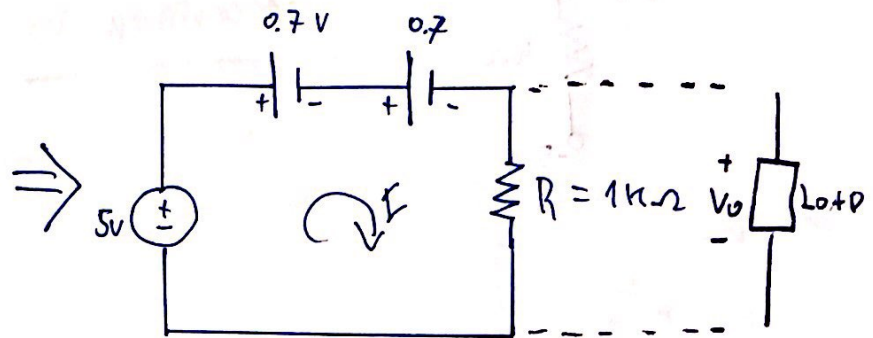 0.7 V 0.7
+ - + -
⇒
5v + -
I
R = 1KΩ
+
V₀
-
LoAD